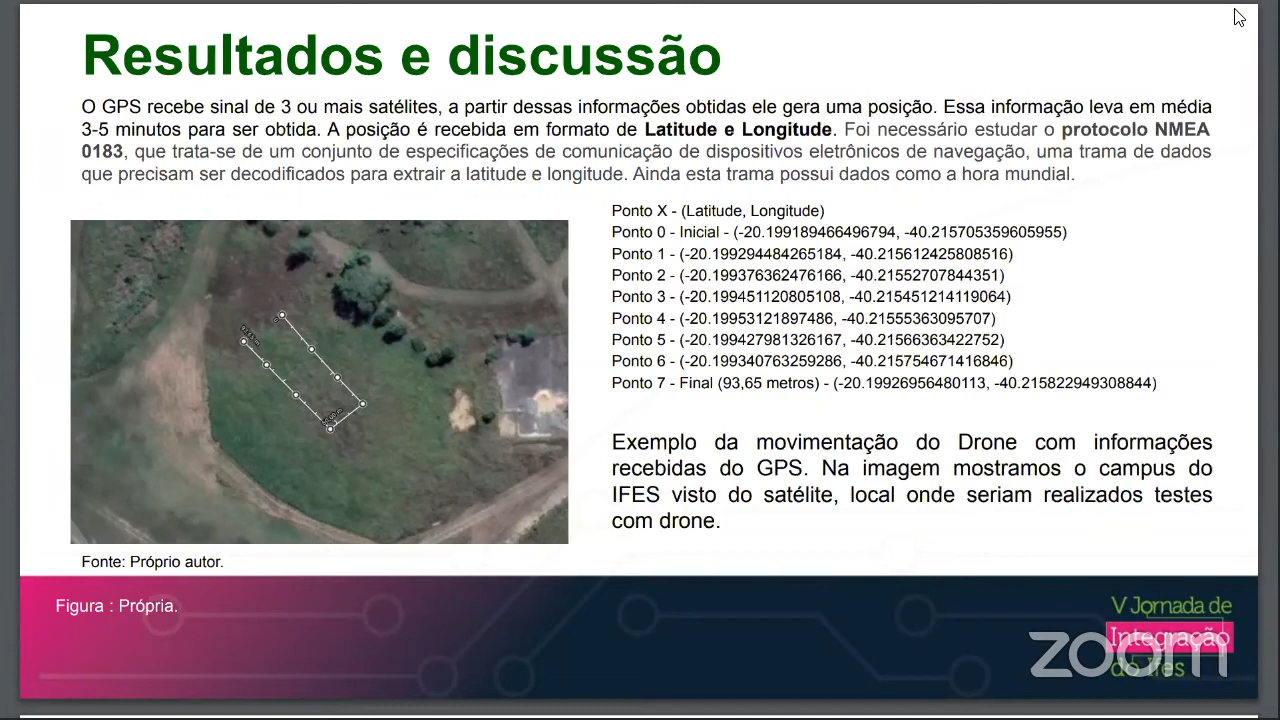 Resultados e discussão
O GPS recebe sinal de 3 ou mais satélites, a partir dessas informações obtidas ele gera uma posição. Essa informação leva em média
3-5 minutos para ser obtida. A posição é recebida em formato de Latitude e Longitude. Foi necessário estudar o protocolo NMEA
0183, que trata-se de um conjunto de especificações de comunicação de dispositivos eletrônicos de navegação, uma trama de dados
que precisam ser decodificados para extrair a latitude e longitude. Ainda esta trama possui dados como a hora mundial.
Ponto X - (Latitude, Longitude)
Ponto 0 - Inicial - (-20.199189466496794, -40.215705359605955)
Ponto 1 - (-20.199294484265184, -40.215612425808516)
Ponto 2 - (-20.199376362476166, -40.21552707844351)
Ponto 3 - (-20.199451120805108, -40.215451214119064)
Ponto 4 - (-20.19953121897486, -40.21555363095707)
Ponto 5 - (-20.199427981326167, -40.21566363422752)
Ponto 6 - (-20.199340763259286, -40.215754671416846)
Ponto 7 - Final (93,65 metros) - (-20.19926956480113, -40.215822949308844)
93,65 m
Exemplo da movimentação do Drone com informações
recebidas do GPS. Na imagem mostramos o campus do
IFES visto do satélite, local onde seriam realizados testes
com drone.
Fonte: Próprio autor.
Figura : Própria.
V Jornada de
Integração
do Ifes
zoom